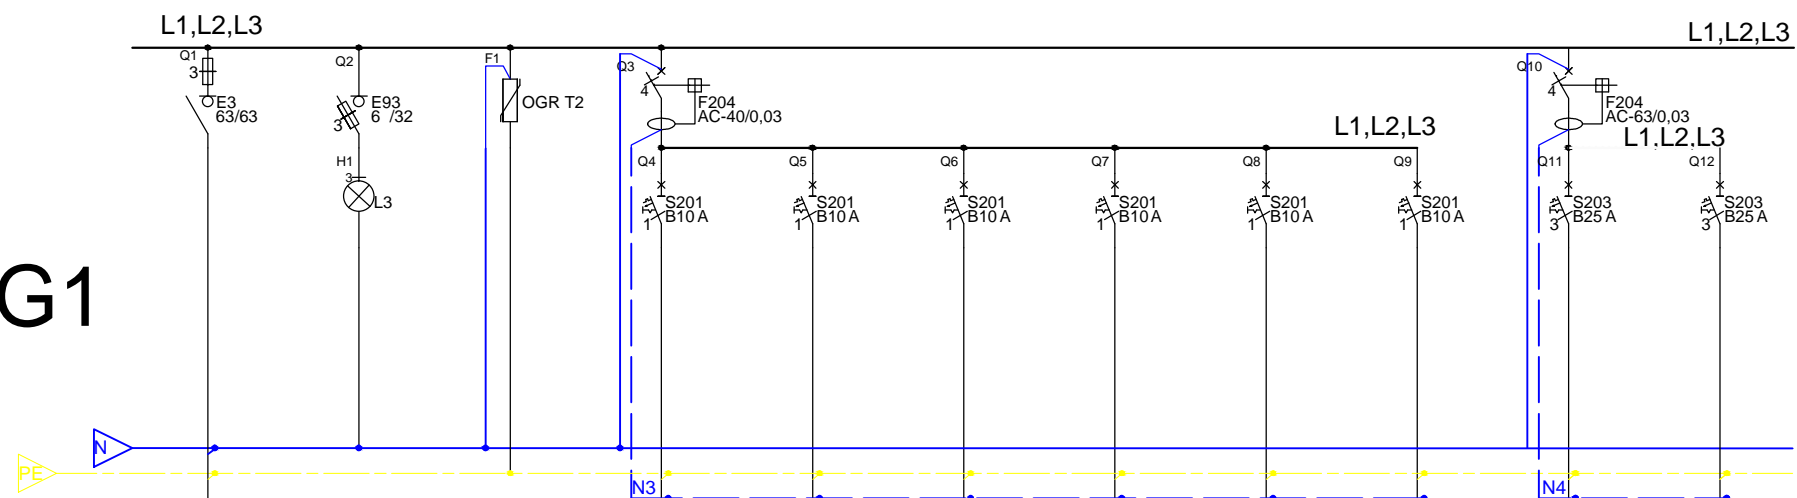 L1,L2,L3
L1,L2,L3
Q1
3
E3
63/63
Q2
E93
6 /32
3
H1
3
L3
F1
OGR T2
Q3
4
F204
AC-40/0,03
L1,L2,L3
Q4
S201
B10 A
1
Q5
S201
B10 A
1
Q6
S201
B10 A
1
Q7
S201
B10 A
1
Q8
S201
B10 A
1
Q9
S201
B10 A
1
Q10
4
F204
AC-63/0,03
L1,L2,L3
Q11
S203
B25 A
3
Q12
S203
B25 A
3
G1
N
PE
N3
N4